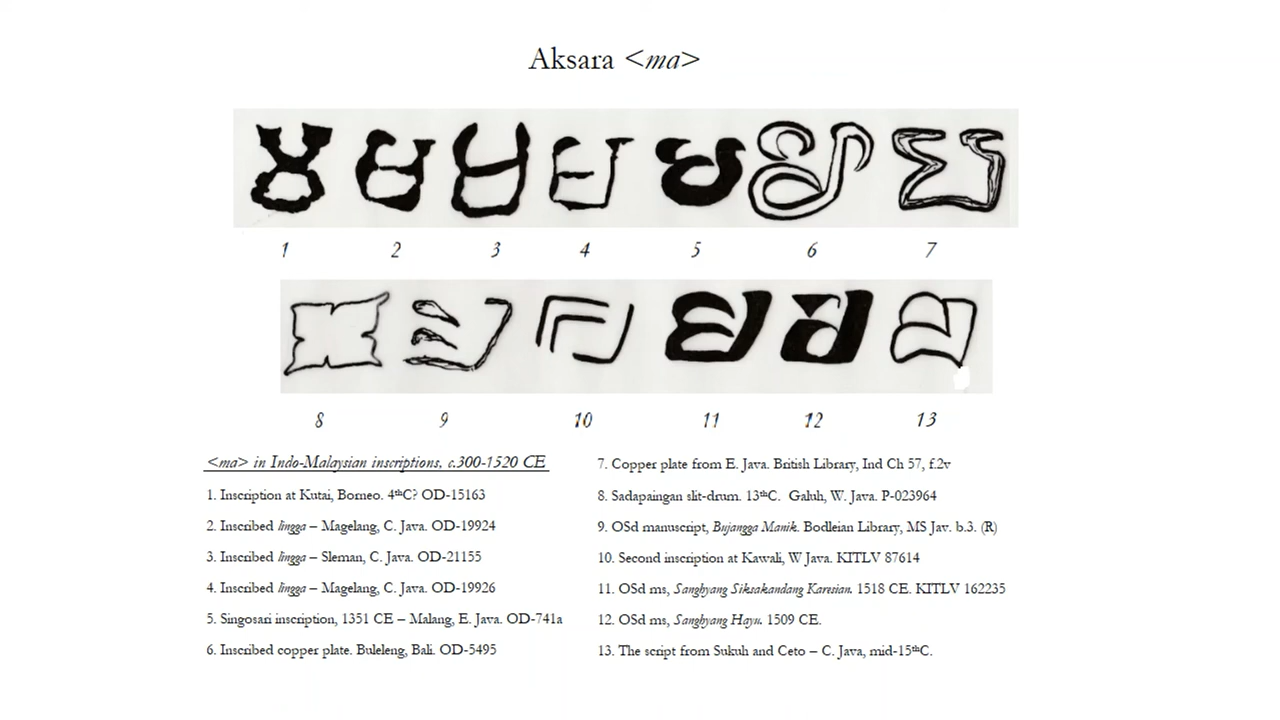 Aksara <ma>
1 2 3 4 5 6 7
8 9 10 11 12 13
<ma> in Indo-Malaysian inscriptions, c.300-1520 CE
1. Inscription at Kutai, Borneo. 4thC? OD-15163
2. Inscribed lingga – Magelang, C. Java. OD-19924
3. Inscribed lingga – Sleman, C. Java. OD-21155
4. Inscribed lingga – Magelang, C. Java. OD-19926
5. Singosari inscription, 1351 CE – Malang, E. Java. OD-741a
6. Inscribed copper plate. Buleleng, Bali. OD-5495
7. Copper plate from E. Java. British Library, Ind Ch 57, f.2v
8. Sadapaingan slit-drum. 13thC. Galuh, W. Java. P-023964
9. OSd manuscript, Bujangga Manik. Bodleian Library, MS Jav. b.3. (R)
10. Second inscription at Kawali, W Java. KITLV 87614
11. OSd ms, Sanghyang Siksakandang Karesian. 1518 CE. KITLV 162235
12. OSd ms, Sanghyang Hayu. 1509 CE.
13. The script from Sukuh and Ceto – C. Java, mid-15thC.